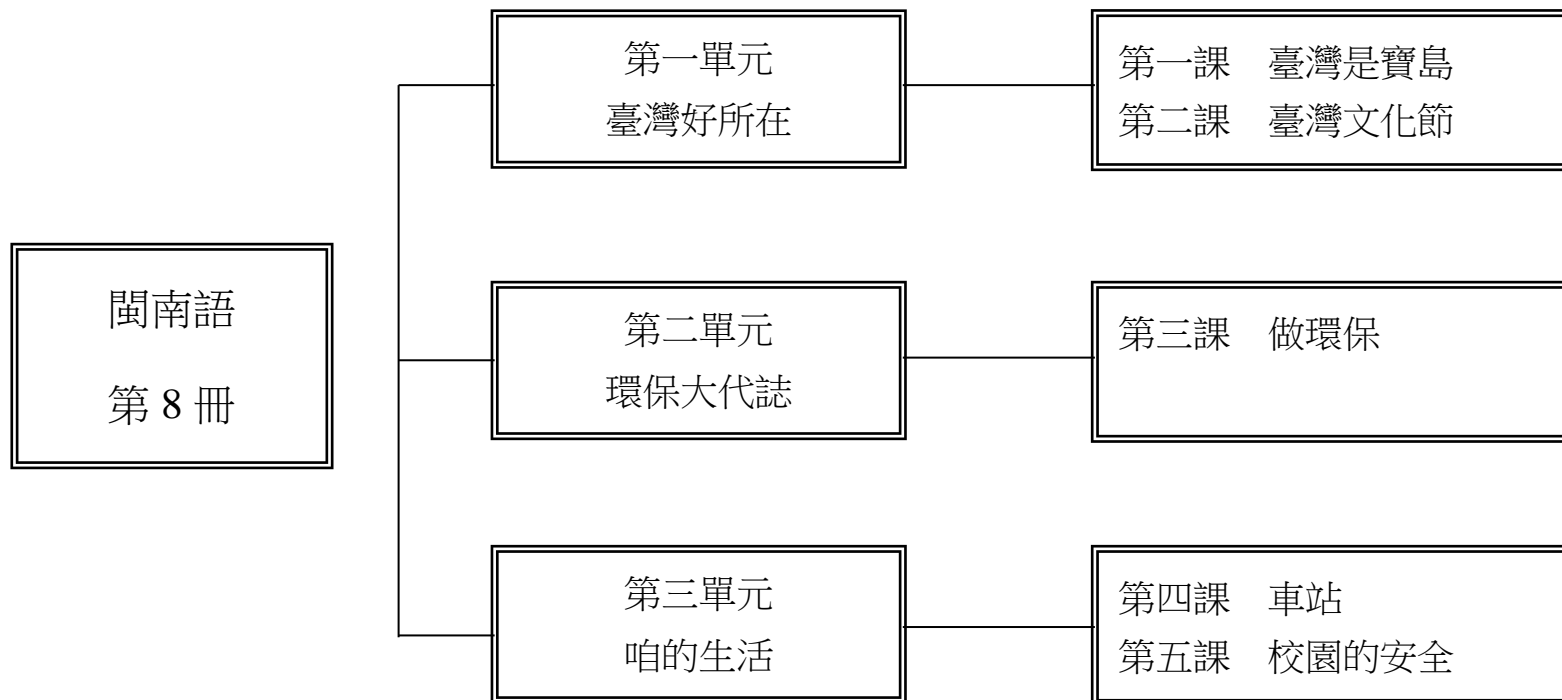 閩南語
第 8 冊
第一單元
臺灣好所在
第一課　臺灣是寶島
第二課　臺灣文化節
第二單元
環保大代誌
第三課　做環保
第三單元
咱的生活
第四課　車站
第五課　校園的安全